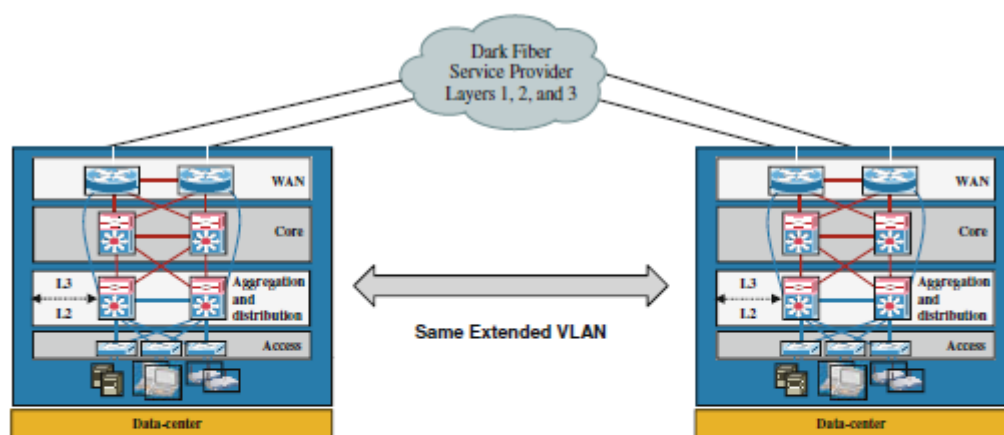 Dark Fiber
Service Provider
Layers 1, 2, and 3
WAN
Core
L3
L2
Aggregation
and
distribution
Access
Data-center
Same Extended VLAN
WAN
Core
L3
L2
Aggregation
and
distribution
Access
Data-center